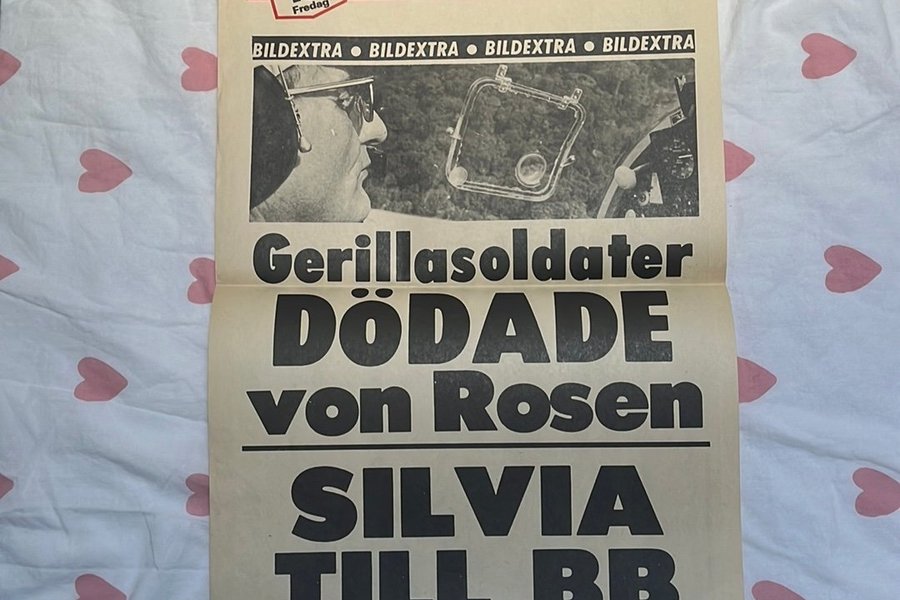 Fredag
BILDEXTRA ● BILDEXTRA ● BILDEXTRA ● BILDEXTRA
Gerillasoldater
DÖDADE
von Rosen
SILVIA
TILL BB